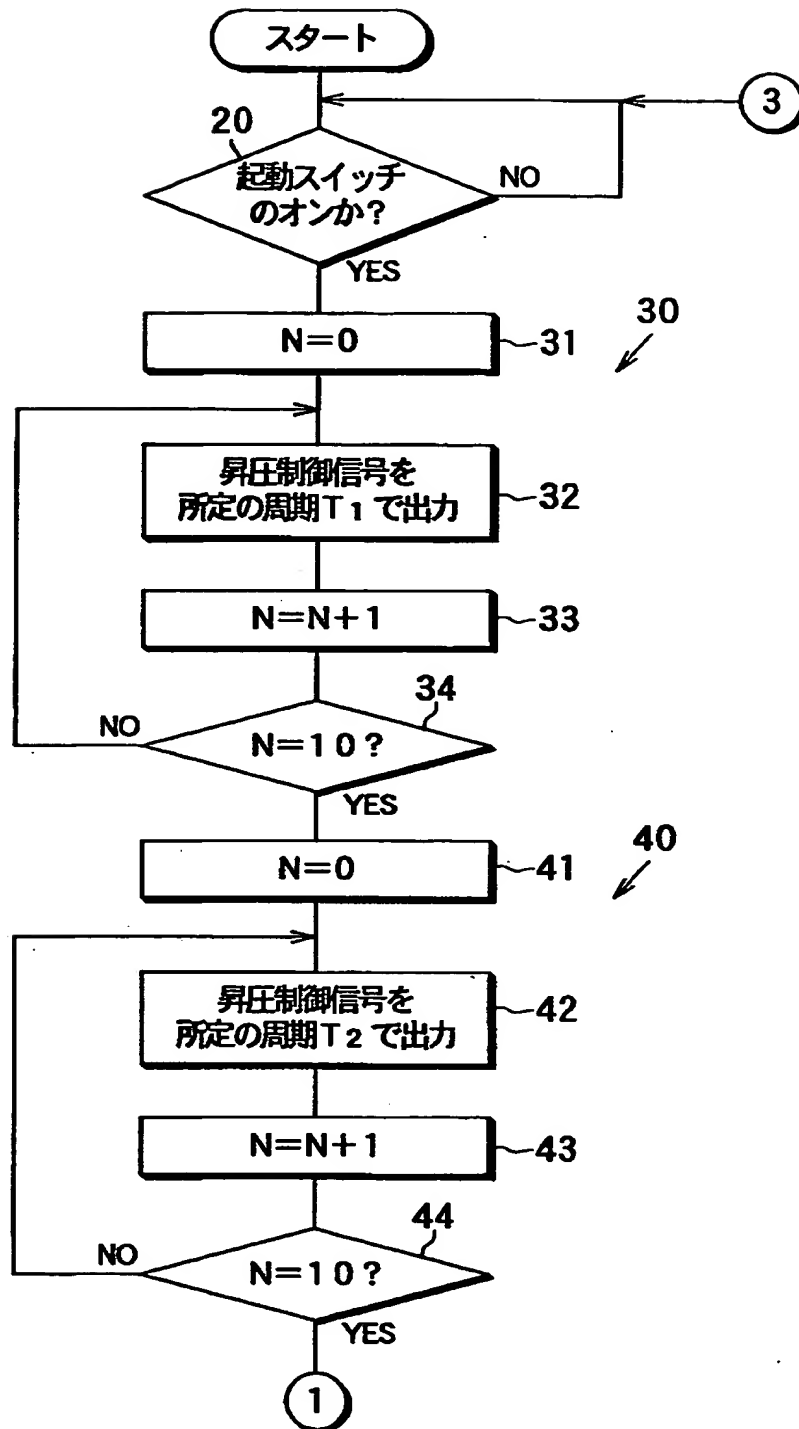 スタート
3
20
起動スイッチ
のオンか?
NO
YES
N=0
31
30
昇圧制御信号を
所定の周期T1で出力
32
N=N+1
33
34
NO
N=10?
YES
N=0
41
40
昇圧制御信号を
所定の周期T2で出力
42
N=N+1
43
44
NO
N=10?
YES
1